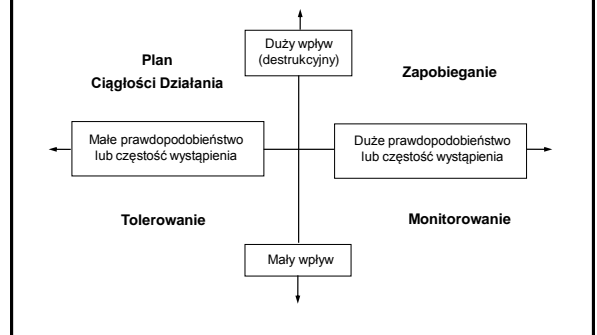 Duży wpływ
(destrukcyjny)
Plan
Ciągłości Działania
Zapobieganie
Małe prawdopodobieństwo
lub częstość wystąpienia
Duże prawdopodobieństwo
lub częstość wystąpienia
Tolerowanie
Monitorowanie
Mały wpływ